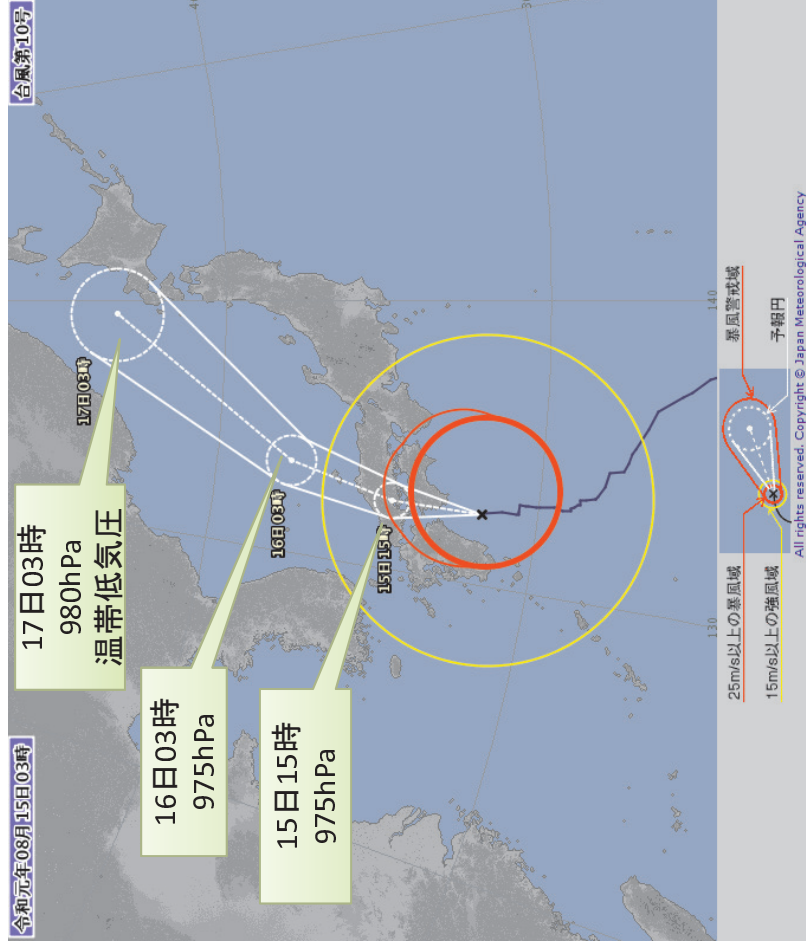 令和元年08月15日03時
台風第10号
17日03時
980hPa
温帯低気圧
16日03時
975hPa
15日15時
975hPa
17日03時
16日03時
15日15時
40
30
140
130
25m/s以上の暴風域
15m/s以上の強風域
暴風警戒域
予報円
All rights reserved. Copyright © Japan Meteorological Agency